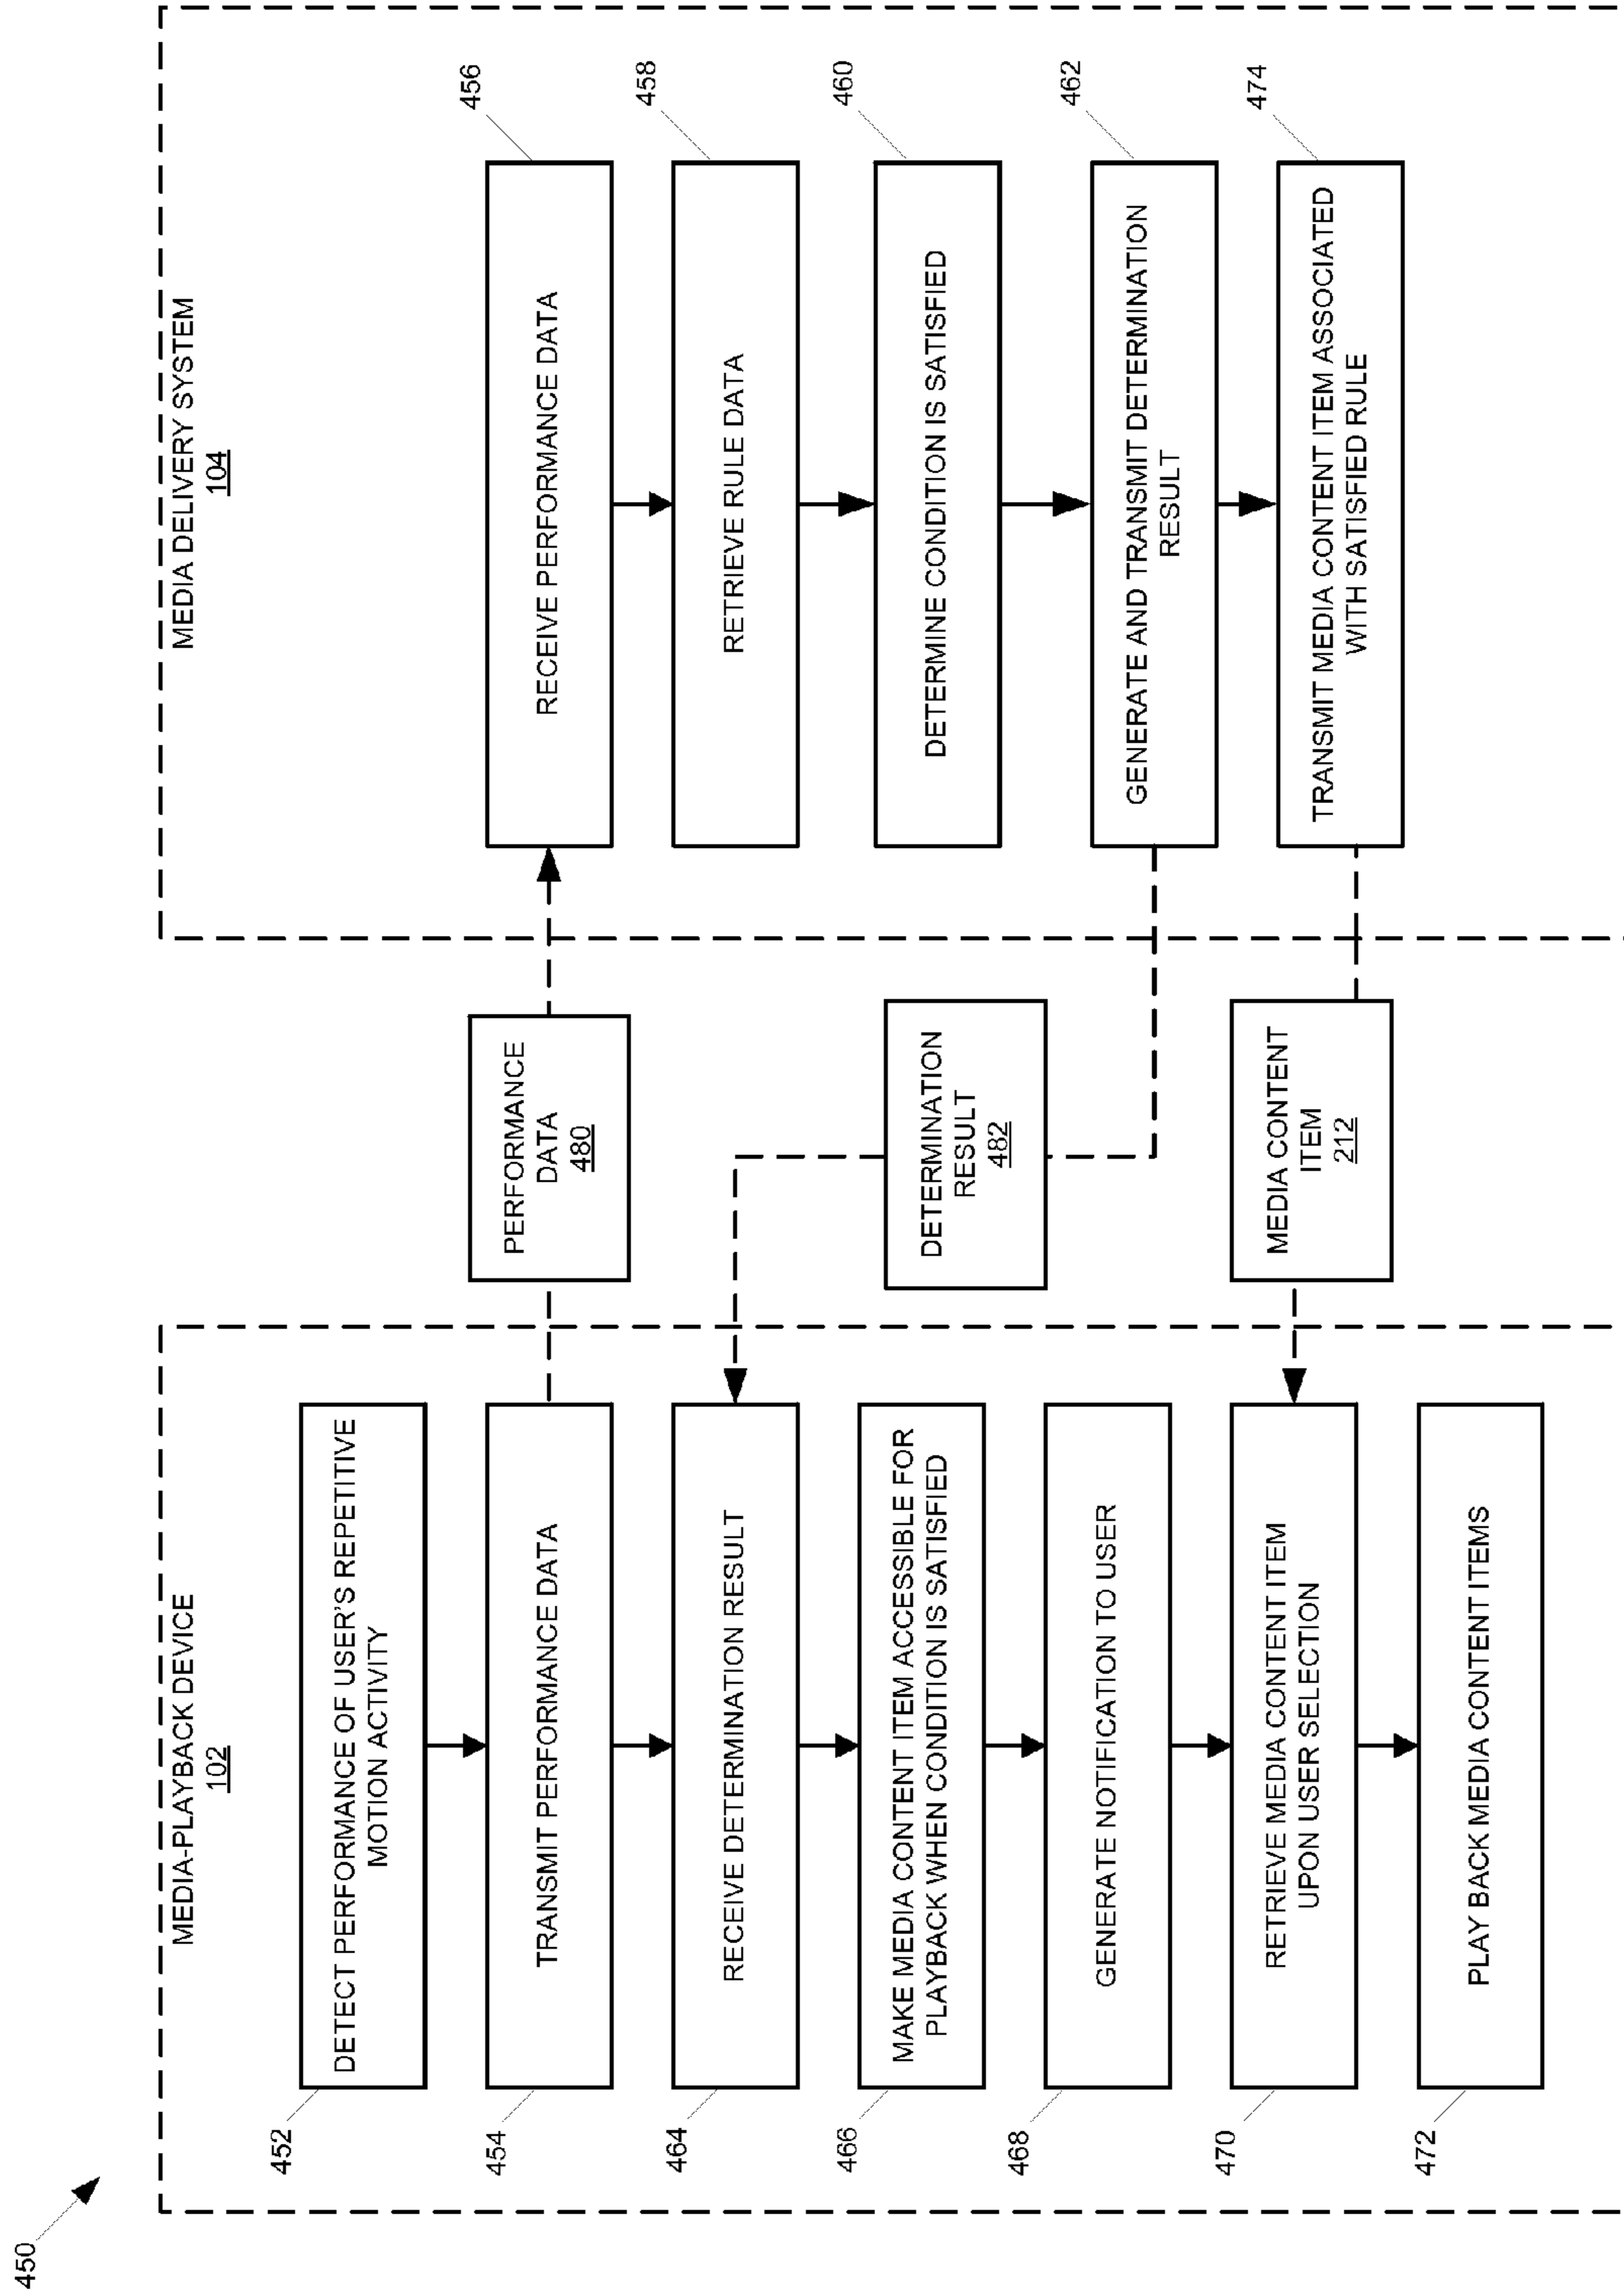 450
MEDIA-PLAYBACK DEVICE
102
452
DETECT PERFORMANCE OF USER'S REPETITIVE
MOTION ACTIVITY
454
TRANSMIT PERFORMANCE DATA
464
RECEIVE DETERMINATION RESULT
466
MAKE MEDIA CONTENT ITEM ACCESSIBLE FOR
PLAYBACK WHEN CONDITION IS SATISFIED
468
GENERATE NOTIFICATION TO USER
470
RETRIEVE MEDIA CONTENT ITEM
UPON USER SELECTION
472
PLAY BACK MEDIA CONTENT ITEMS
PERFORMANCE
DATA
480
DETERMINATION
RESULT
482
MEDIA CONTENT
ITEM
212
MEDIA DELIVERY SYSTEM
104
RECEIVE PERFORMANCE DATA
456
RETRIEVE RULE DATA
458
DETERMINE CONDITION IS SATISFIED
460
GENERATE AND TRANSMIT DETERMINATION
RESULT
462
TRANSMIT MEDIA CONTENT ITEM ASSOCIATED
WITH SATISFIED RULE
474